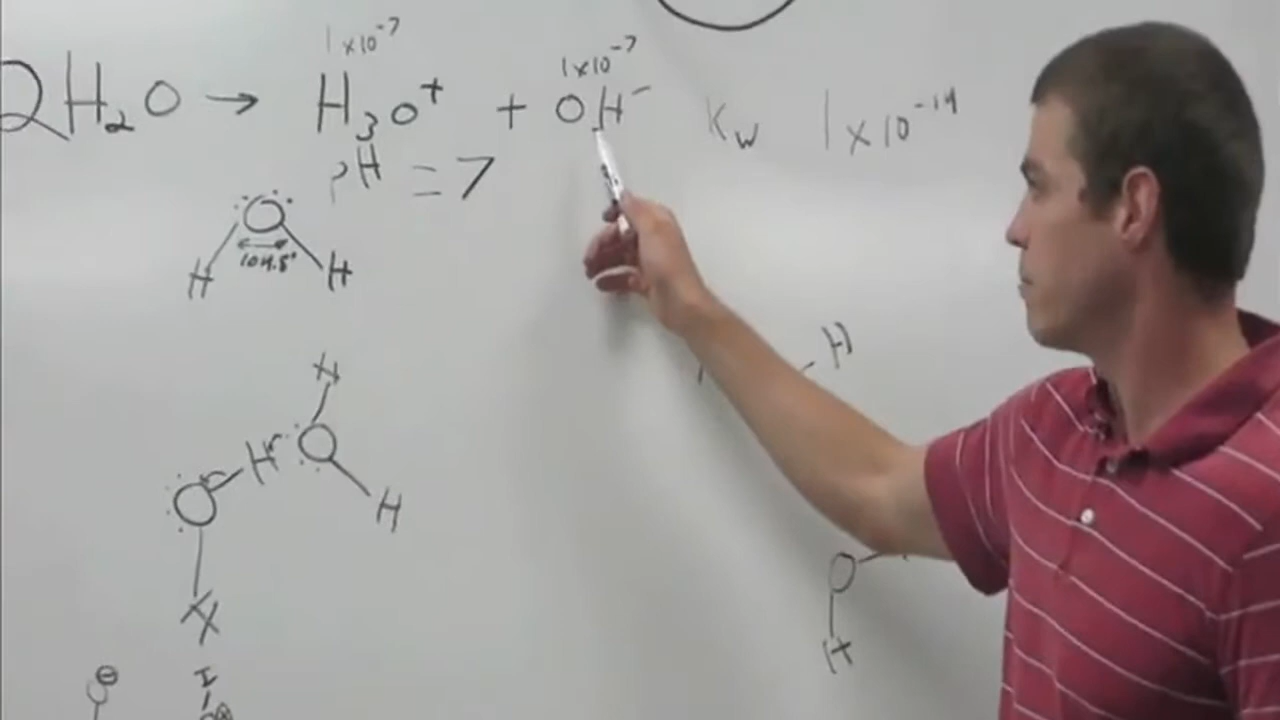 1 x 10⁻⁷
1 x 10⁻⁷
2H₂O → H₃O⁺ + OH⁻ Kw 1 x 10⁻¹⁴
pH = 7
O
104.5°
H H
H
H O
O H
H
H
O
H
O ⊖
H